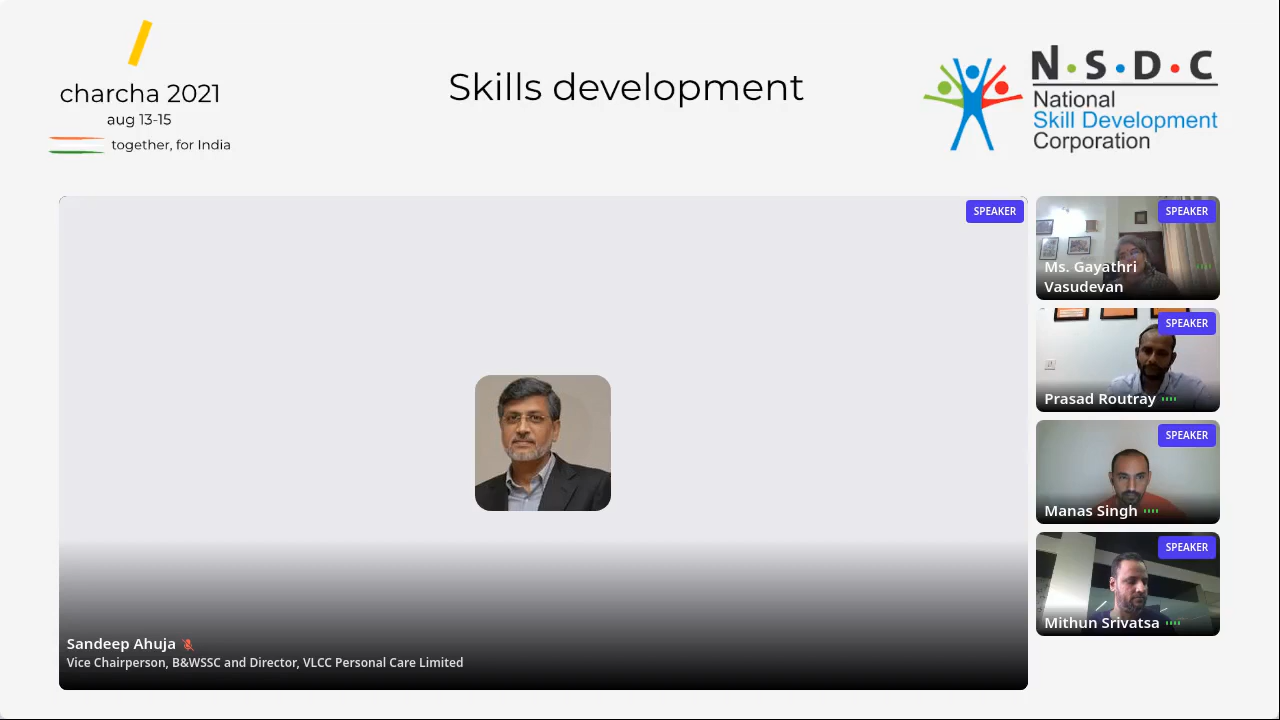 charcha 2021
aug 13-15
together, for India
Skills development
N·S·D·C
National
Skill Development
Corporation
SPEAKER
Sandeep Ahuja
Vice Chairperson, B&WSSC and Director, VLCC Personal Care Limited
SPEAKER
Ms. Gayathri
Vasudevan
SPEAKER
Prasad Routray
SPEAKER
Manas Singh
SPEAKER
Mithun Srivatsa